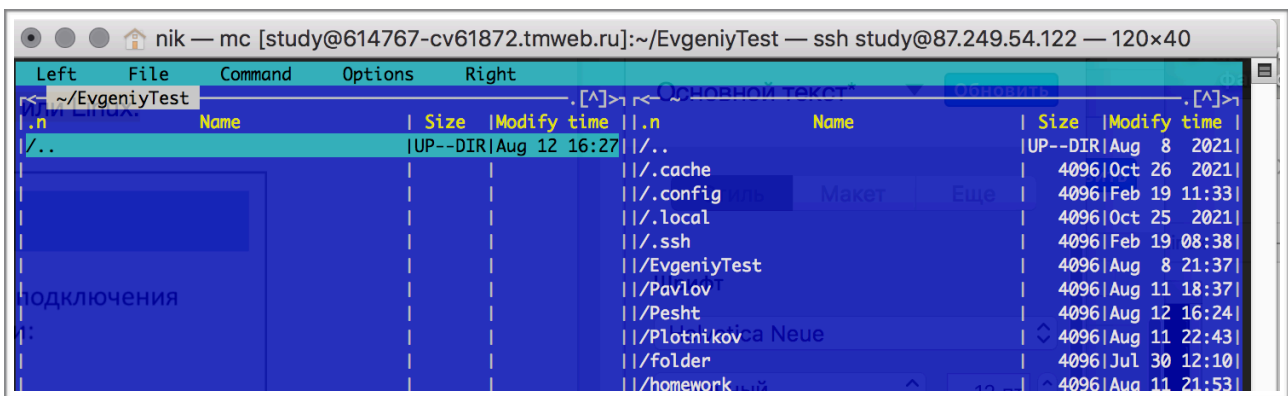 nik — mc [study@614767-cv61872.tmweb.ru]:~/EvgeniyTest — ssh study@87.249.54.122 — 120×40
Left File Command Options Right
~/EvgeniyTest .[^]> <- ~ .[^]>
.n Name | Size |Modify time ||.n Name | Size |Modify time |
/.. |UP--DIR|Aug 12 16:27||/.. |UP--DIR|Aug 8 2021|
||/.cache | 4096|Oct 26 2021|
||/.config | 4096|Feb 19 11:33|
||/.local | 4096|Oct 25 2021|
||/.ssh | 4096|Feb 19 08:38|
||/EvgeniyTest | 4096|Aug 8 21:37|
||/Pavlov | 4096|Aug 11 18:37|
||/Pesht | 4096|Aug 12 16:24|
||/Plotnikov | 4096|Aug 11 22:43|
||/folder | 4096|Jul 30 12:10|
||/homework | 4096|Aug 11 21:53|
Основной текст*
Обновить
или Linux.
Макет
Еще
подключения
Neue